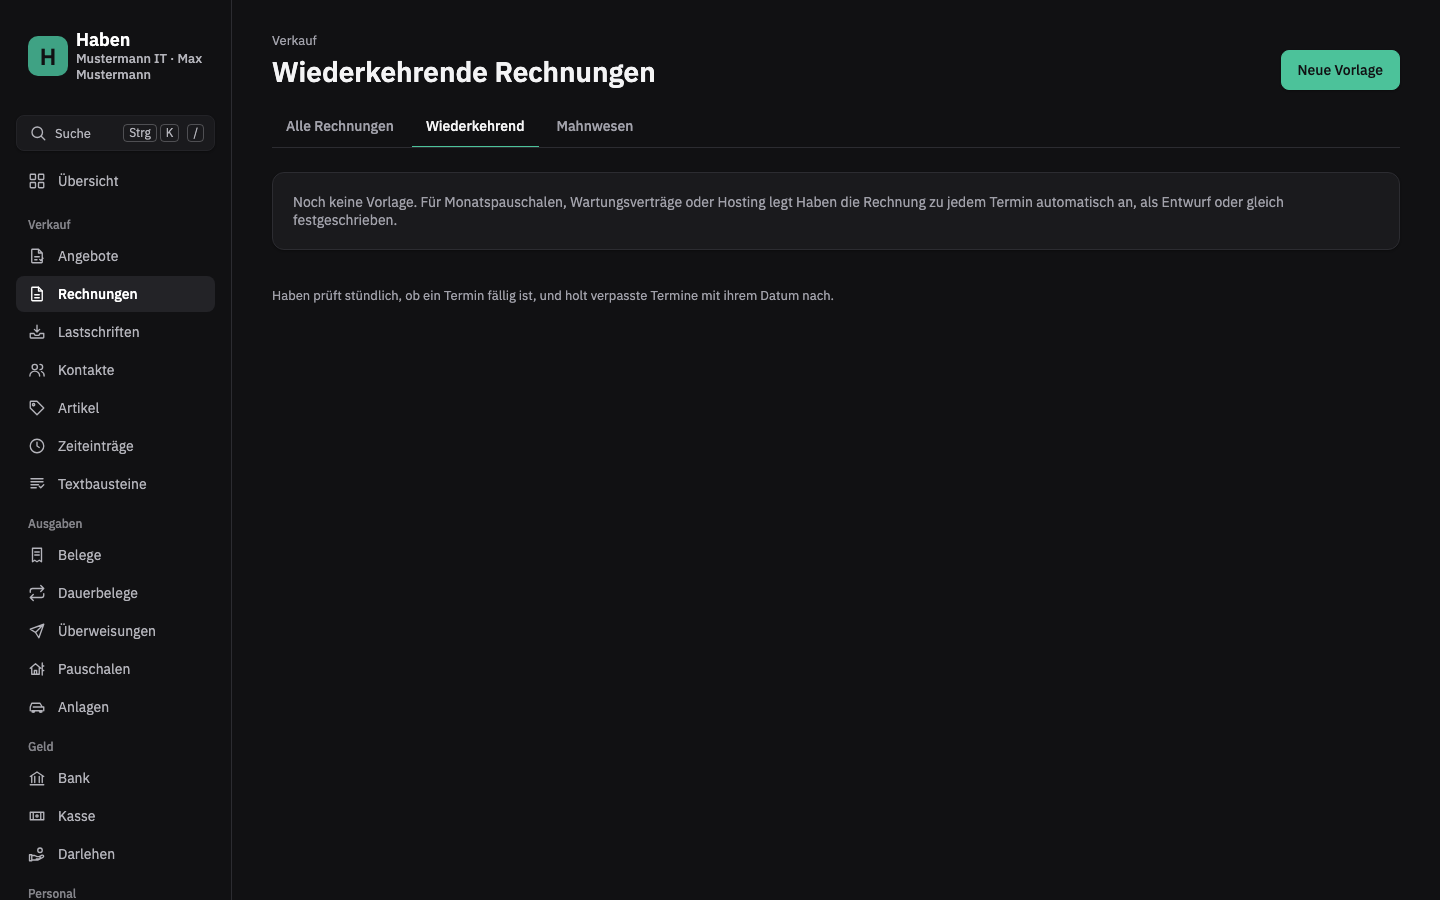 H
Haben
Mustermann IT · Max
Mustermann
Suche
Strg K /
Übersicht
Verkauf
Angebote
Rechnungen
Lastschriften
Kontakte
Artikel
Zeiteinträge
Textbausteine
Ausgaben
Belege
Dauerbelege
Überweisungen
Pauschalen
Anlagen
Geld
Bank
Kasse
Darlehen
Personal
Verkauf
Wiederkehrende Rechnungen
Neue Vorlage
Alle Rechnungen
Wiederkehrend
Mahnwesen
Noch keine Vorlage. Für Monatspauschalen, Wartungsverträge oder Hosting legt Haben die Rechnung zu jedem Termin automatisch an, als Entwurf oder gleich
festgeschrieben.
Haben prüft stündlich, ob ein Termin fällig ist, und holt verpasste Termine mit ihrem Datum nach.